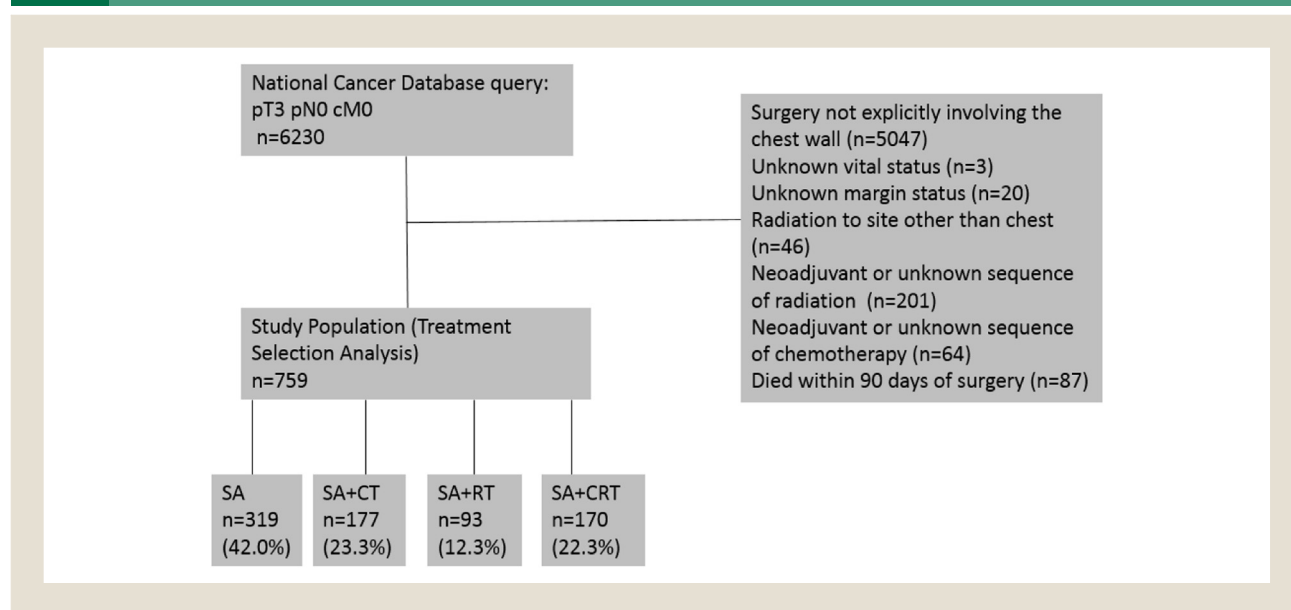 National Cancer Database query:
pT3 pN0 cM0
n=6230
Surgery not explicitly involving the
chest wall (n=5047)
Unknown vital status (n=3)
Unknown margin status (n=20)
Radiation to site other than chest
(n=46)
Neoadjuvant or unknown sequence
of radiation (n=201)
Neoadjuvant or unknown sequence
of chemotherapy (n=64)
Died within 90 days of surgery (n=87)
Study Population (Treatment
Selection Analysis)
n=759
SA
n=319
(42.0%)
SA+CT
n=177
(23.3%)
SA+RT
n=93
(12.3%)
SA+CRT
n=170
(22.3%)